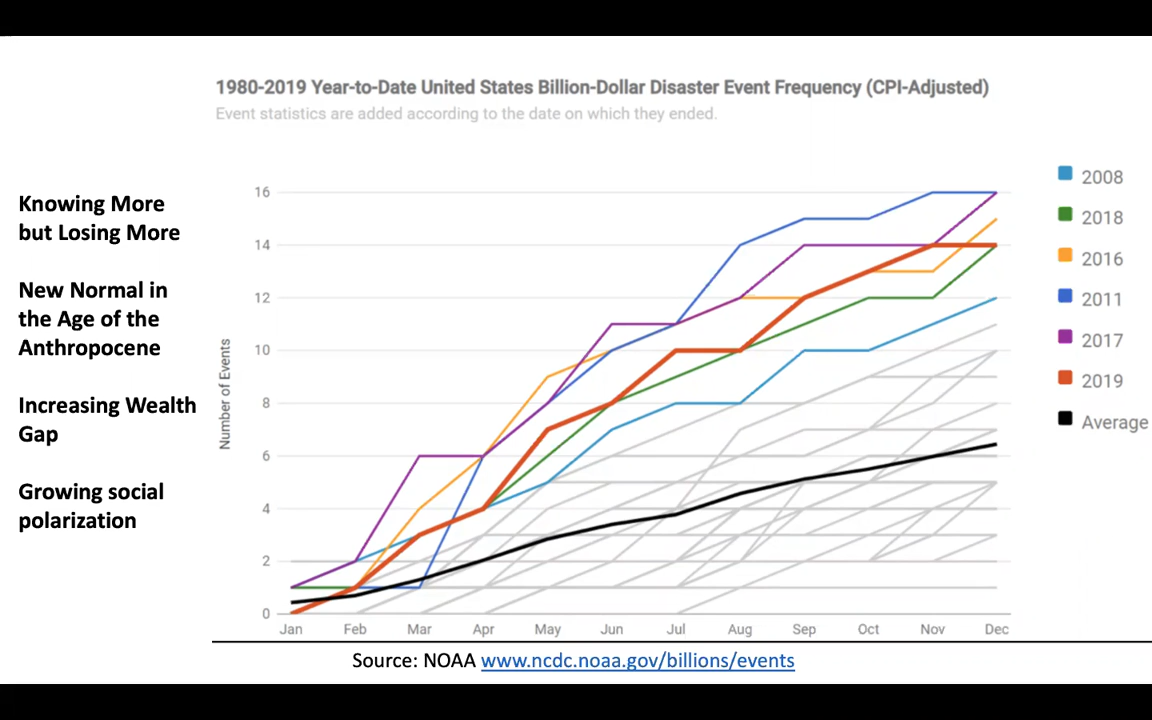 1980-2019 Year-to-Date United States Billion-Dollar Disaster Event Frequency (CPI-Adjusted)
Event statistics are added according to the date on which they ended.
Knowing More
but Losing More
New Normal in
the Age of the
Anthropocene
Increasing Wealth
Gap
Growing social
polarization
Number of Events
16
14
12
10
8
6
4
2
0
Jan Feb Mar Apr May Jun Jul Aug Sep Oct Nov Dec
2008
2018
2016
2011
2017
2019
Average
Source: NOAA www.ncdc.noaa.gov/billions/events